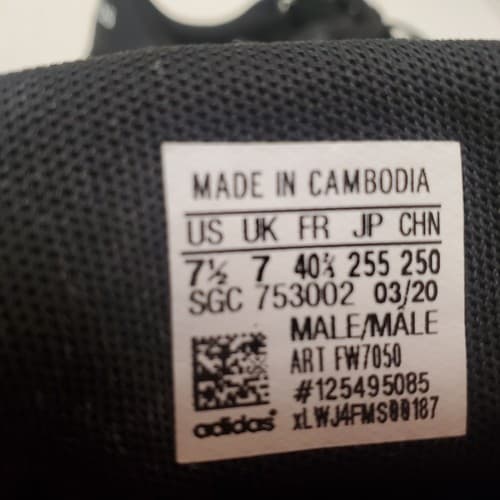 MADE IN CAMBODIA
US UK FR JP CHN
7½ 7 40⅔ 255 250
SGC 753002 03/20
MALE/MÂLE
ART FW7050
#125495085
adidas xLWJ4FMS00187